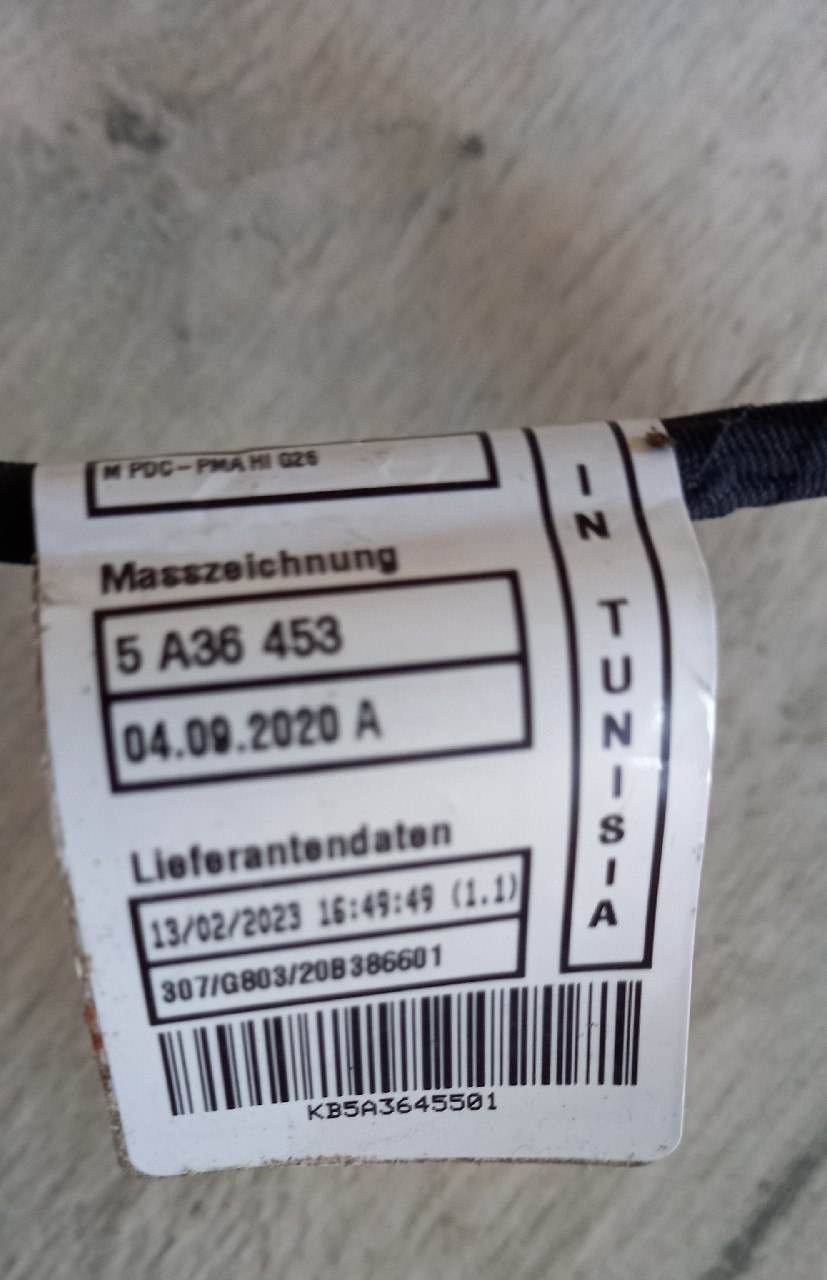 M PDC-PMA HI G26
Masszeichnung
5 A36 453
04.09.2020 A
Lieferantendaten
13/02/2023 16:49:49 (1.1)
307/G803/20B386601
KB5A3645501
IN TUNISIA